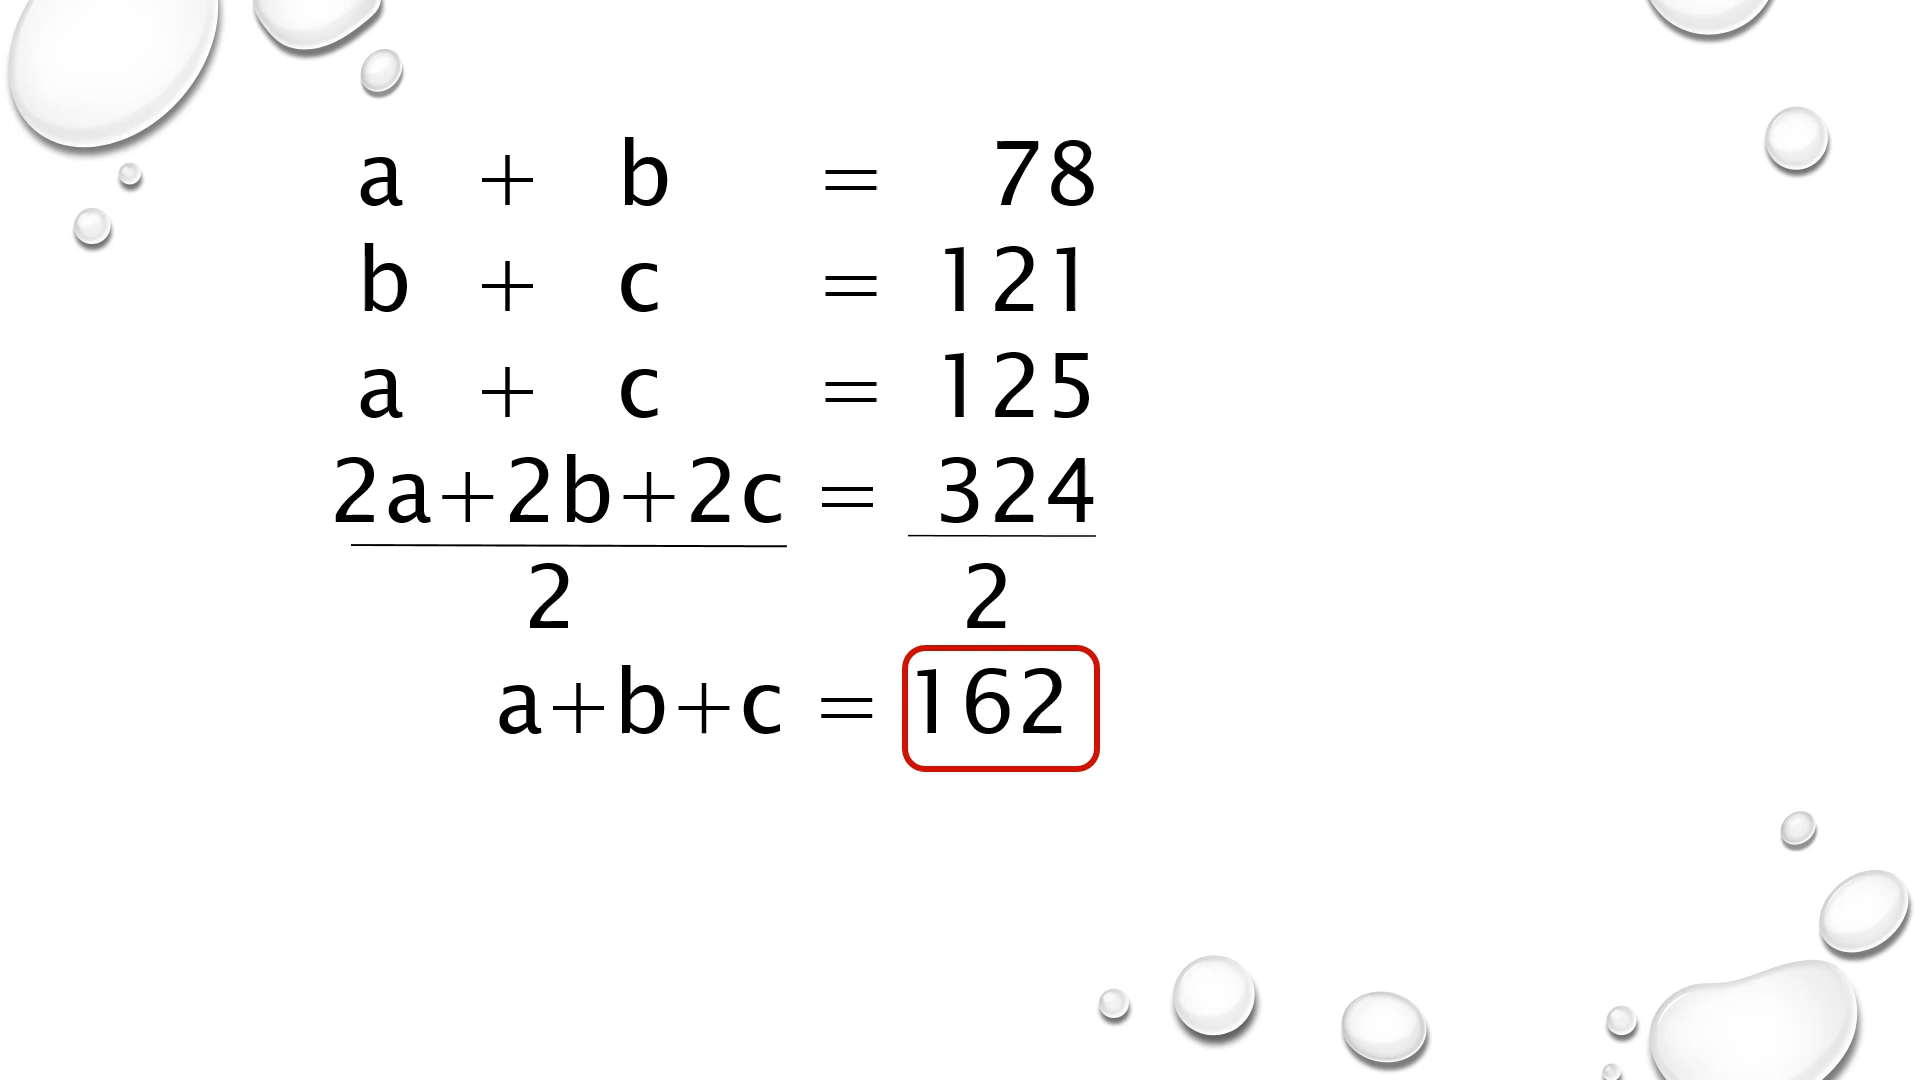 a + b = 78
b + c = 121
a + c = 125
2a+2b+2c = 324
2 2
a+b+c = 162